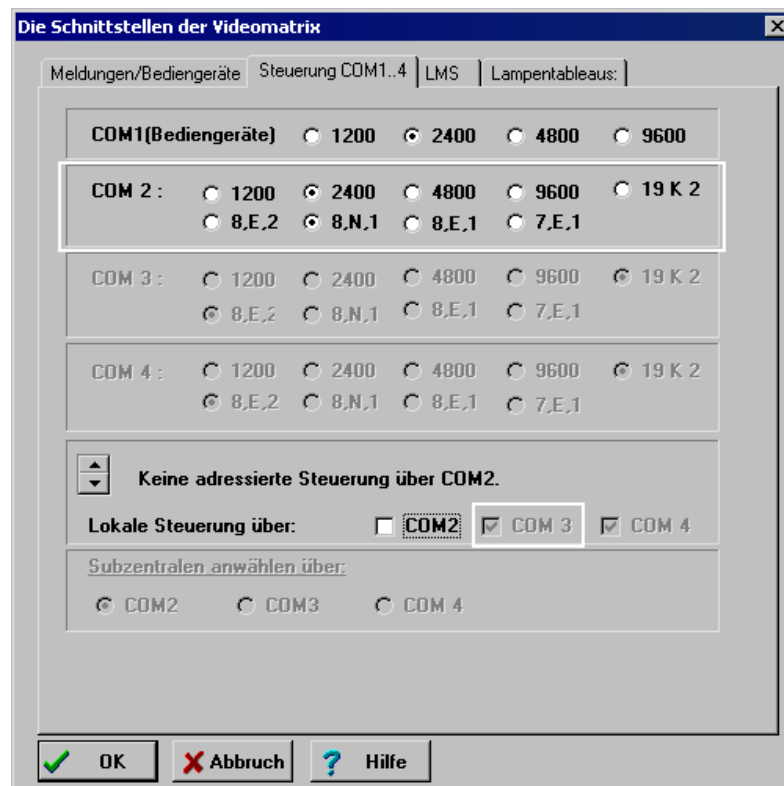 Die Schnittstellen der Videomatrix
Meldungen/Bediengeräte Steuerung COM1..4 LMS Lampentableaus:
COM1(Bediengeräte) 1200 2400 4800 9600
COM 2 : 1200 2400 4800 9600 19 K 2
8,E,2 8,N,1 8,E,1 7,E,1
COM 3 : 1200 2400 4800 9600 19 K 2
8,E,2 8,N,1 8,E,1 7,E,1
COM 4 : 1200 2400 4800 9600 19 K 2
8,E,2 8,N,1 8,E,1 7,E,1
Keine adressierte Steuerung über COM2.
Lokale Steuerung über: COM2 COM 3 COM 4
Subzentralen anwählen über:
COM2 COM3 COM 4
OK Abbruch Hilfe